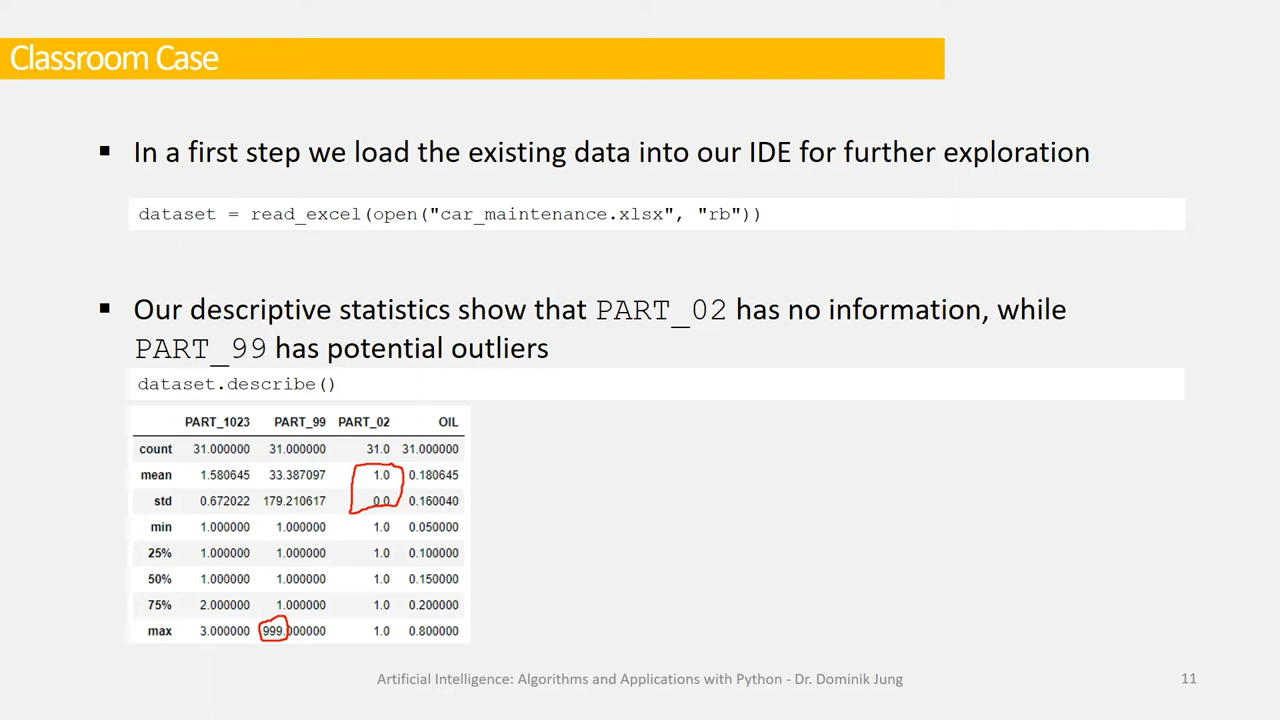 Classroom Case
▪ In a first step we load the existing data into our IDE for further exploration
dataset = read_excel(open("car_maintenance.xlsx", "rb"))
▪ Our descriptive statistics show that PART_02 has no information, while
PART_99 has potential outliers
dataset.describe()
PART_1023 PART_99 PART_02 OIL
count 31.000000 31.000000 31.0 31.000000
mean 1.580645 33.387097 1.0 0.180645
std 0.672022 179.210617 0.0 0.160040
min 1.000000 1.000000 1.0 0.050000
25% 1.000000 1.000000 1.0 0.100000
50% 1.000000 1.000000 1.0 0.150000
75% 2.000000 1.000000 1.0 0.200000
max 3.000000 999.000000 1.0 0.800000
Artificial Intelligence: Algorithms and Applications with Python - Dr. Dominik Jung 11